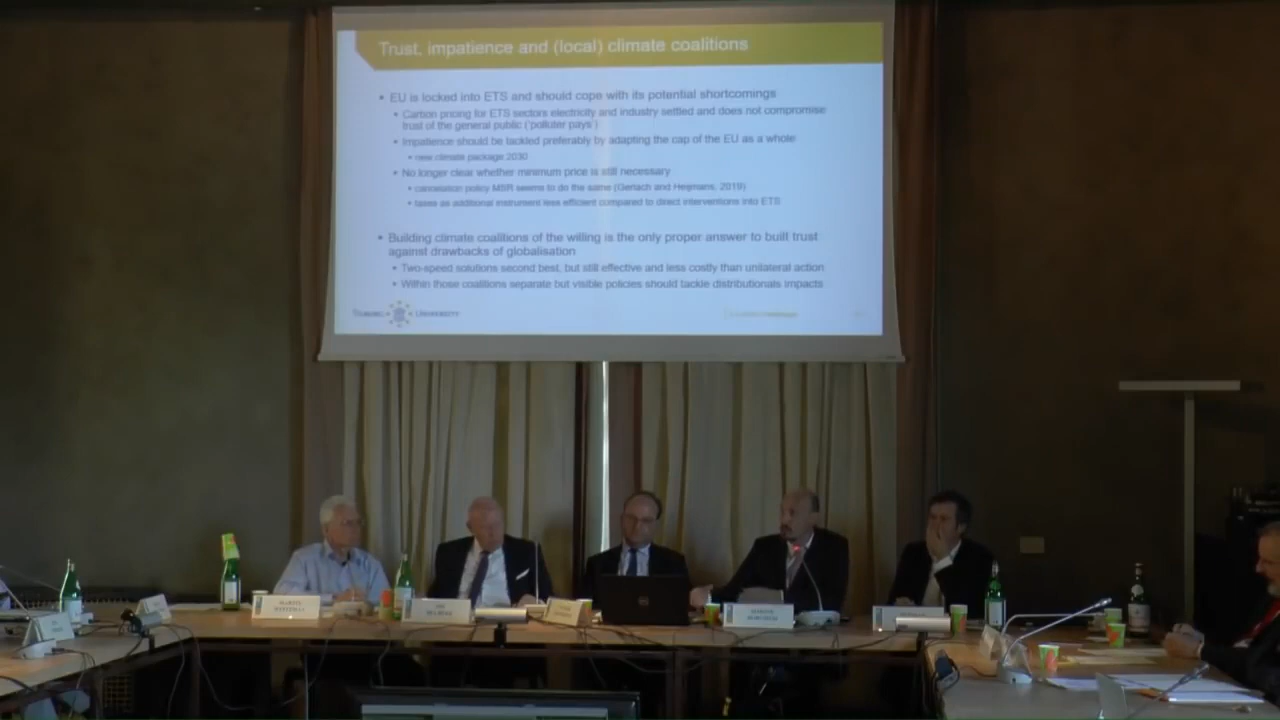 Trust, impatience and (local) climate coalitions
• EU is locked into ETS and should cope with its potential shortcomings
• Carbon pricing for ETS sectors electricity and industry settled and does not compromise
trust of the general public ('polluter pays')
• Impatience should be tackled preferably by adapting the cap of the EU as a whole
• new climate package 2030
• No longer clear whether minimum price is still necessary
• cancelation policy MSR seems to do the same (Gerlach and Heijmans, 2019)
• taxes as additional instrument less efficient compared to direct interventions into ETS
• Building climate coalitions of the willing is the only proper answer to built trust
against drawbacks of globalisation
• Two-speed solutions second best, but still effective and less costly than unilateral action
• Within those coalitions separate but visible policies should tackle distributionals impacts
TILBURG UNIVERSITY